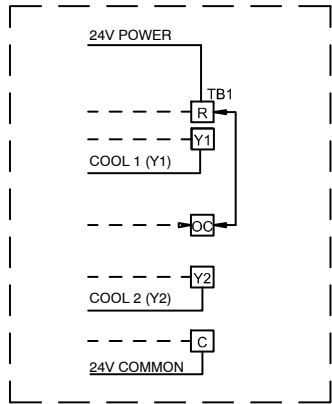 24V POWER
TB1
R
Y1
COOL 1 (Y1)
OC
Y2
COOL 2 (Y2)
C
24V COMMON